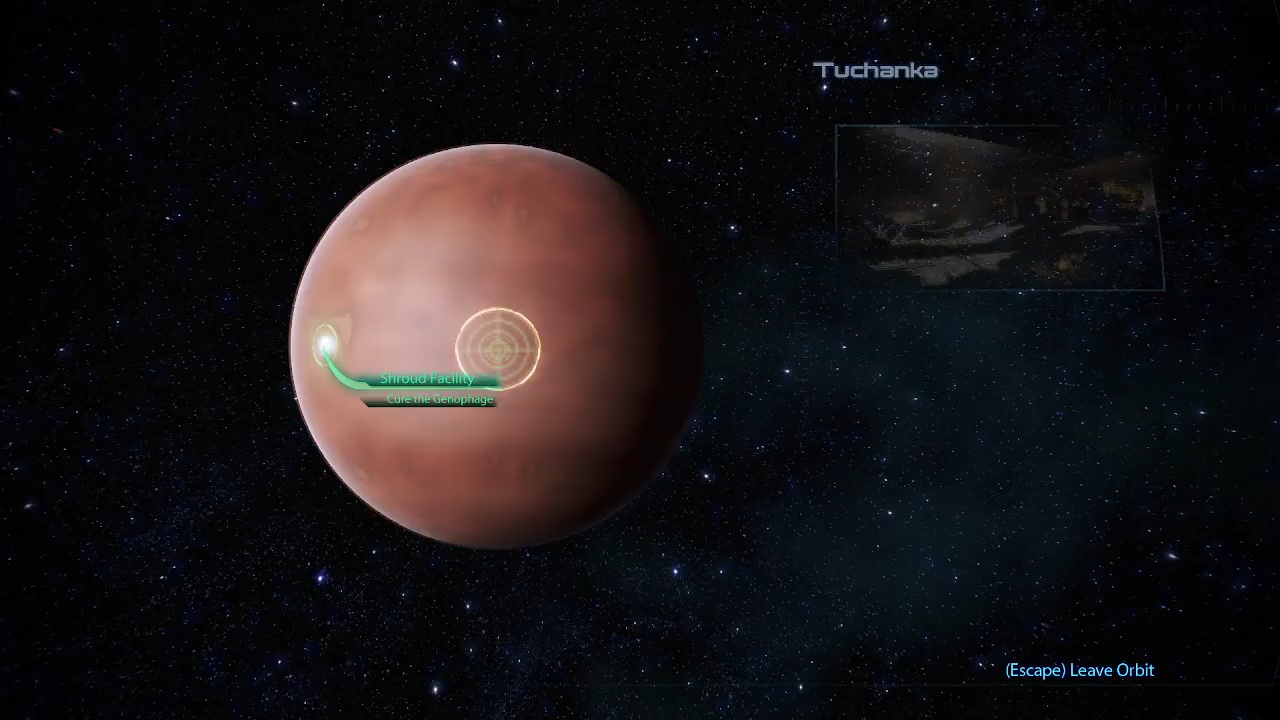 Tuchanka
Shroud Facility
Cure the Genophage
(Escape) Leave Orbit